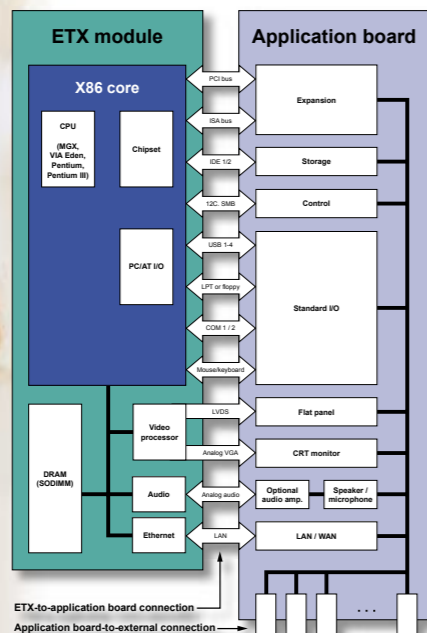 ETX module
Application board
X86 core
CPU
(MGX,
VIA Eden,
Pentium,
Pentium III)
Chipset
PC/AT I/O
PCI bus
ISA bus
IDE 1/2
12C. SMB
USB 1-4
LPT or floppy
COM 1 / 2
Mouse/keyboard
LVDS
Analog VGA
Analog audio
LAN
Expansion
Storage
Control
Standard I/O
Flat panel
CRT monitor
Optional
audio amp.
Speaker /
microphone
LAN / WAN
DRAM
(SODIMM)
Video
processor
Audio
Ethernet
. . .
ETX-to-application board connection
Application board-to-external connection